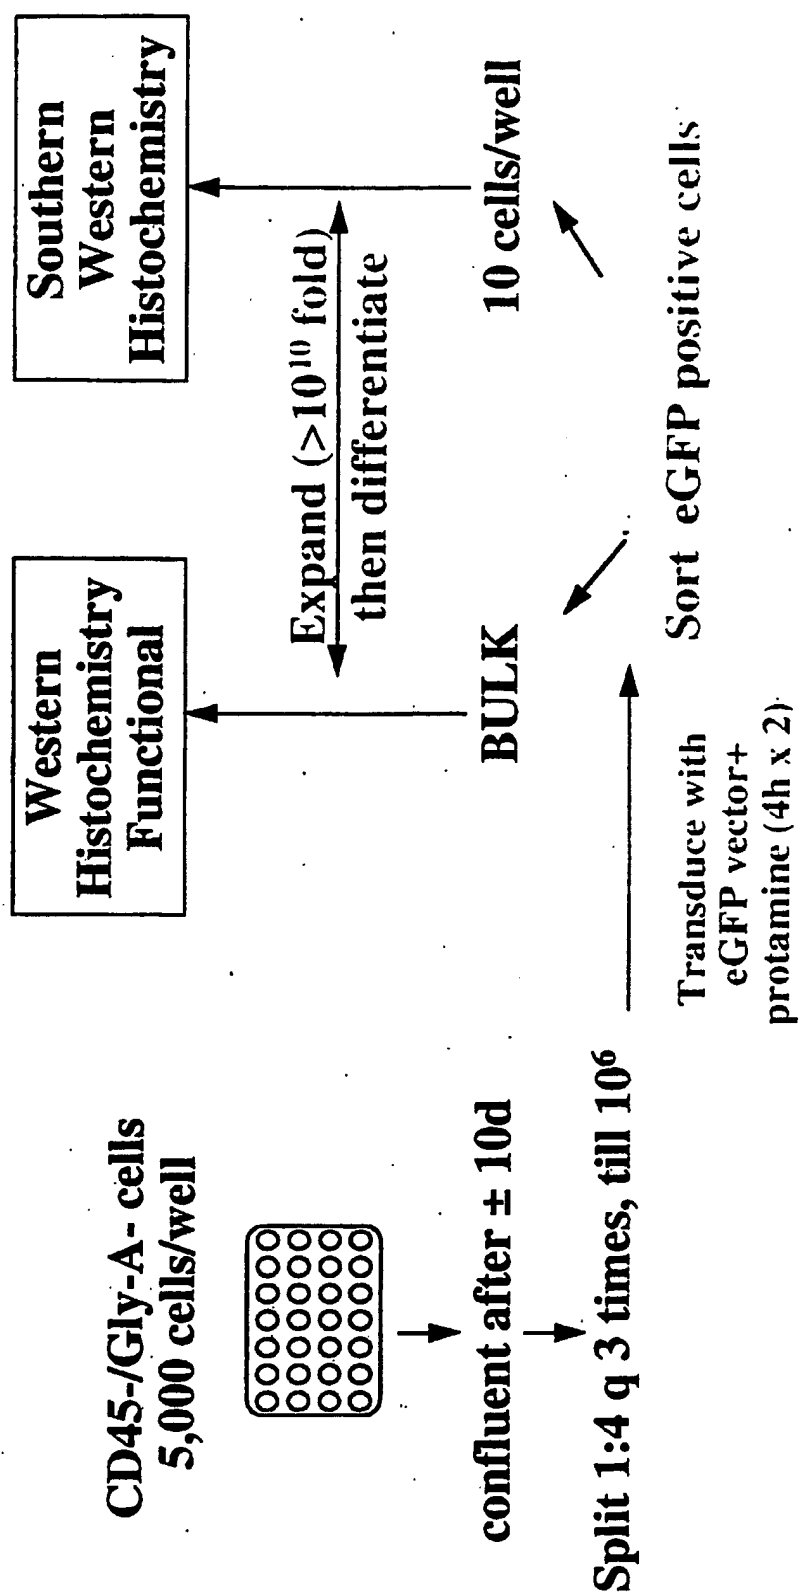 CD45-/Gly-A- cells
5,000 cells/well
confluent after ± 10d
Split 1:4 q 3 times, till 10⁶
Transduce with
eGFP vector+
protamine (4h x 2)
Sort eGFP positive cells
BULK
10 cells/well
Expand (>10¹⁰ fold)
then differentiate
Western
Histochemistry
Functional
Southern
Western
Histochemistry